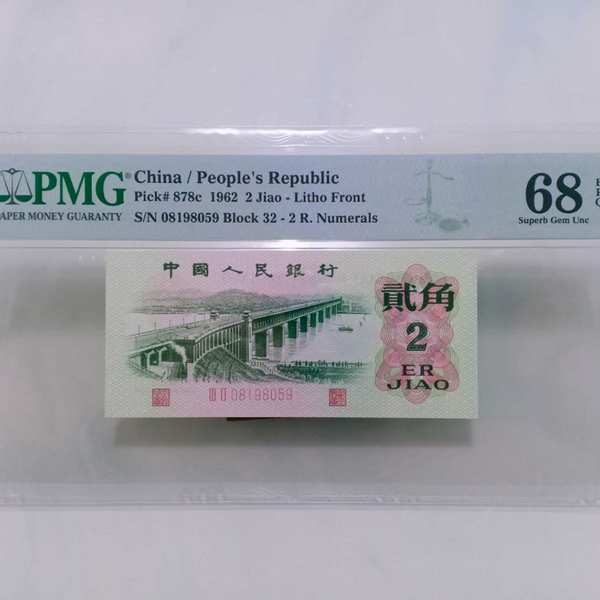 PMG
PAPER MONEY GUARANTY
China / People's Republic
Pick# 878c 1962 2 Jiao - Litho Front
S/N 08198059 Block 32 - 2 R. Numerals
68
Superb Gem Unc
中國人民銀行
貳角
2
ER
JIAO
III II 08198059